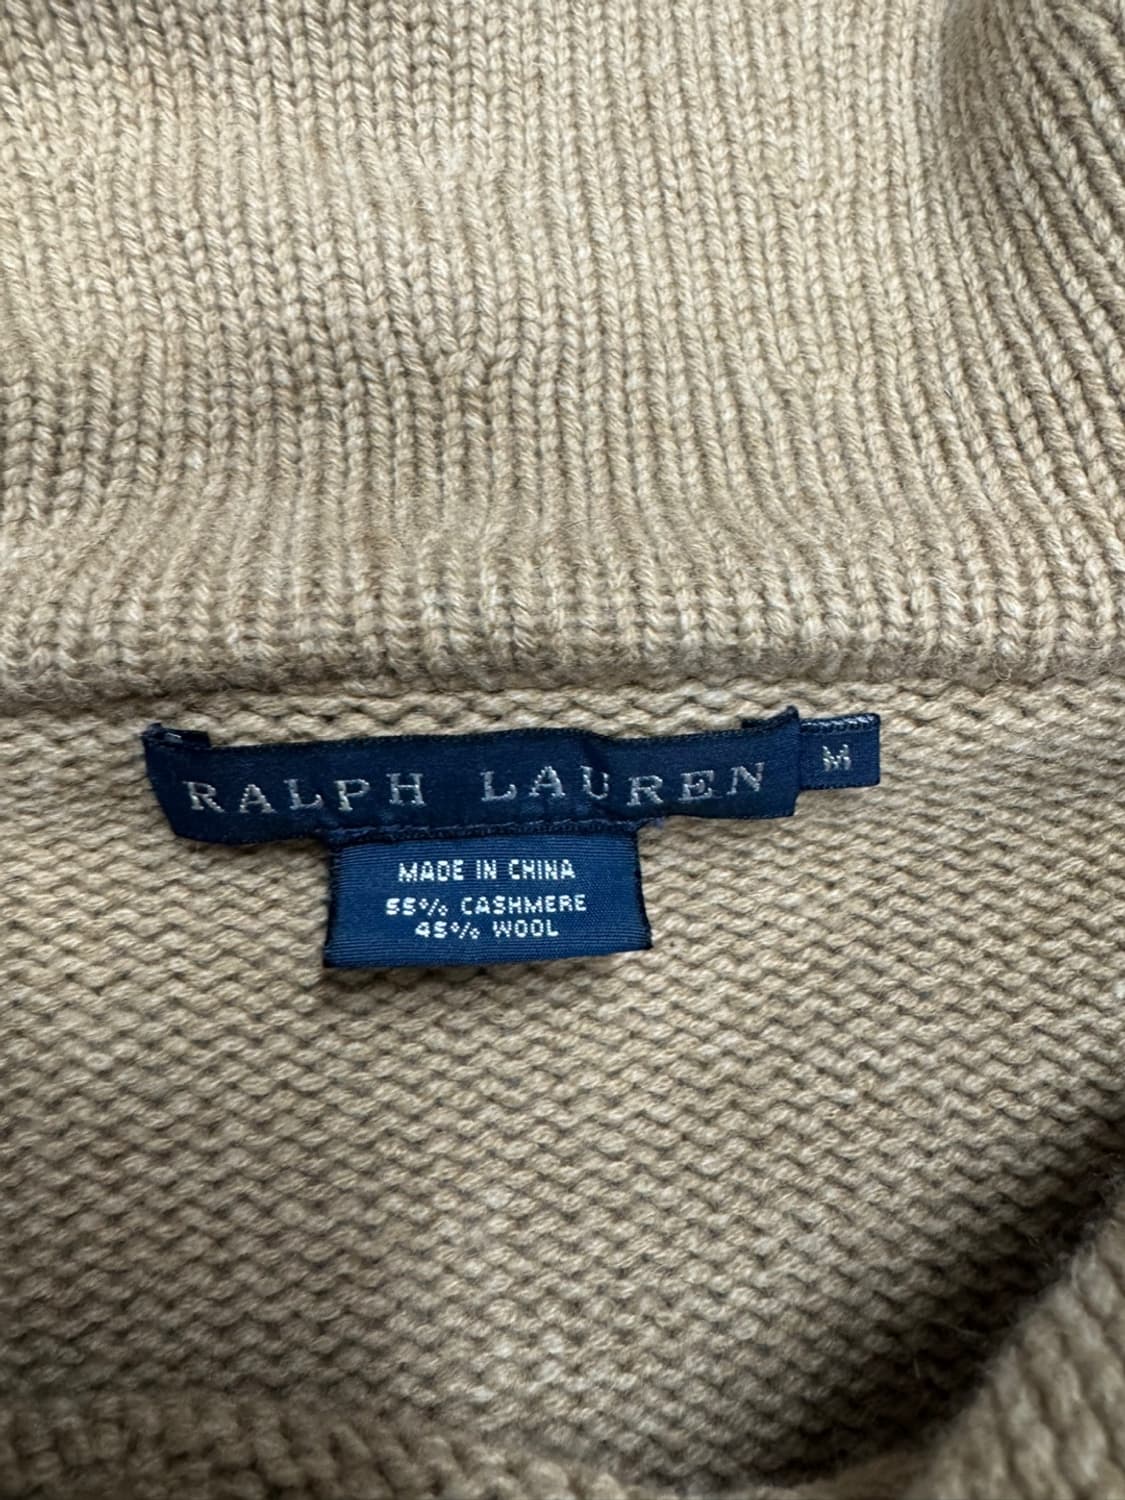 RALPH LAUREN
M
MADE IN CHINA
55% CASHMERE
45% WOOL